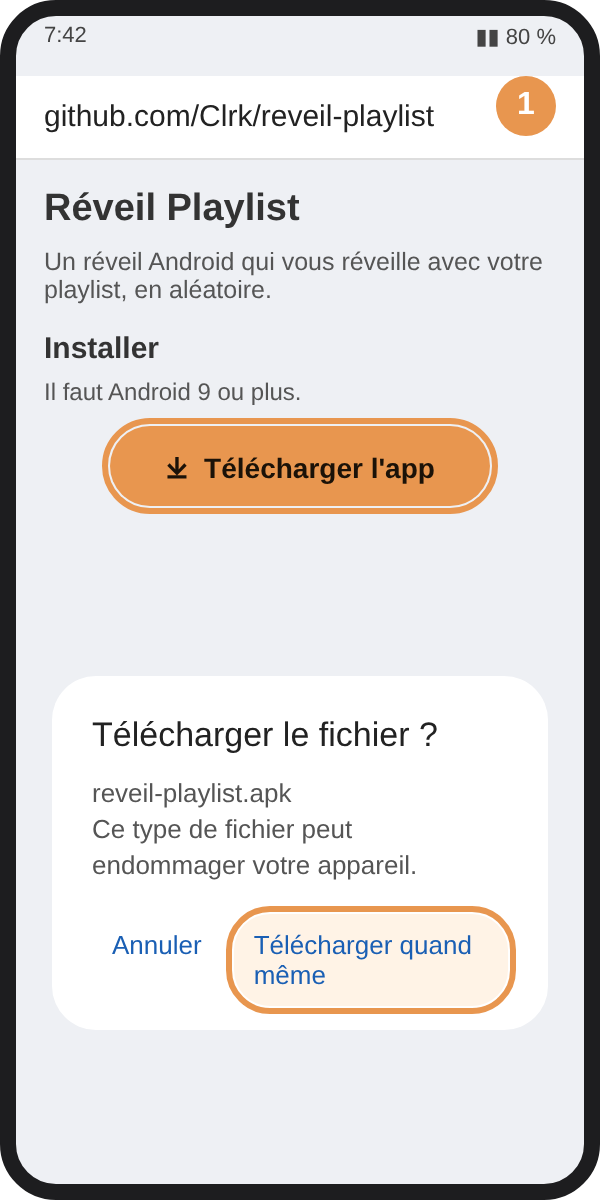 7:42
80 %
github.com/Clrk/reveil-playlist
1
Réveil Playlist
Un réveil Android qui vous réveille avec votre
playlist, en aléatoire.
Installer
Il faut Android 9 ou plus.
Télécharger l'app
Télécharger le fichier ?
reveil-playlist.apk
Ce type de fichier peut
endommager votre appareil.
Annuler
Télécharger quand
même